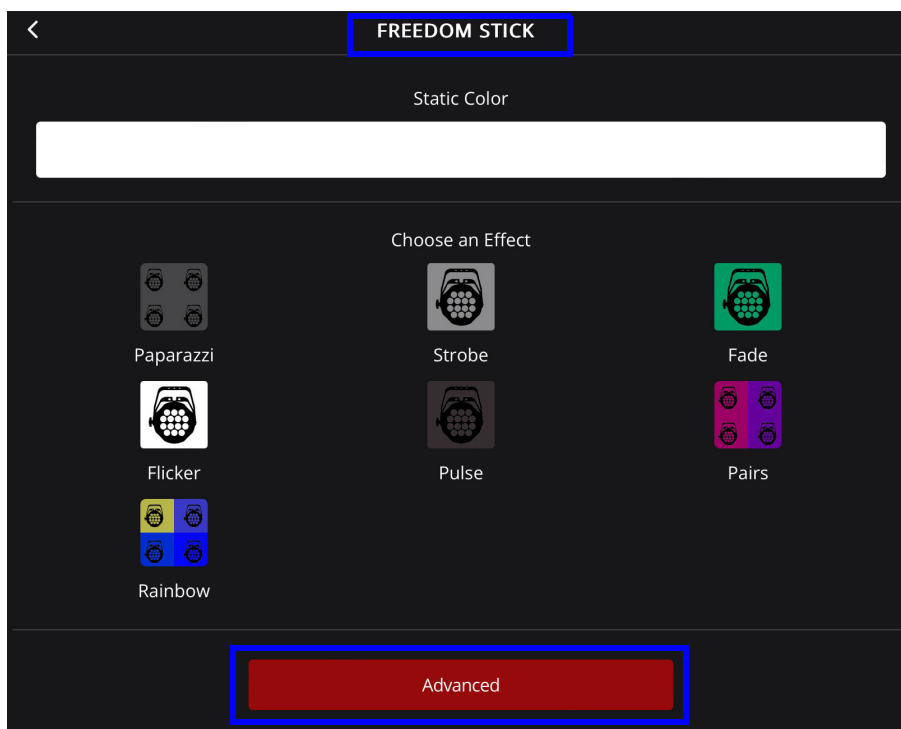 FREEDOM STICK
Static Color
Choose an Effect
Paparazzi
Strobe
Fade
Flicker
Pulse
Pairs
Rainbow
Advanced